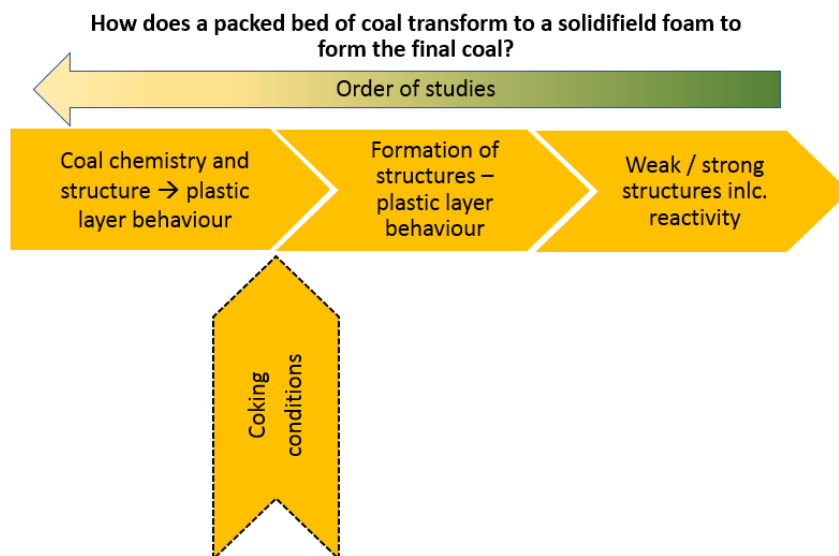 How does a packed bed of coal transform to a solidifield foam to
form the final coal?
Order of studies
Coal chemistry and
structure → plastic
layer behaviour
Formation of
structures –
plastic layer
behaviour
Weak / strong
structures inlc.
reactivity
Coking
conditions